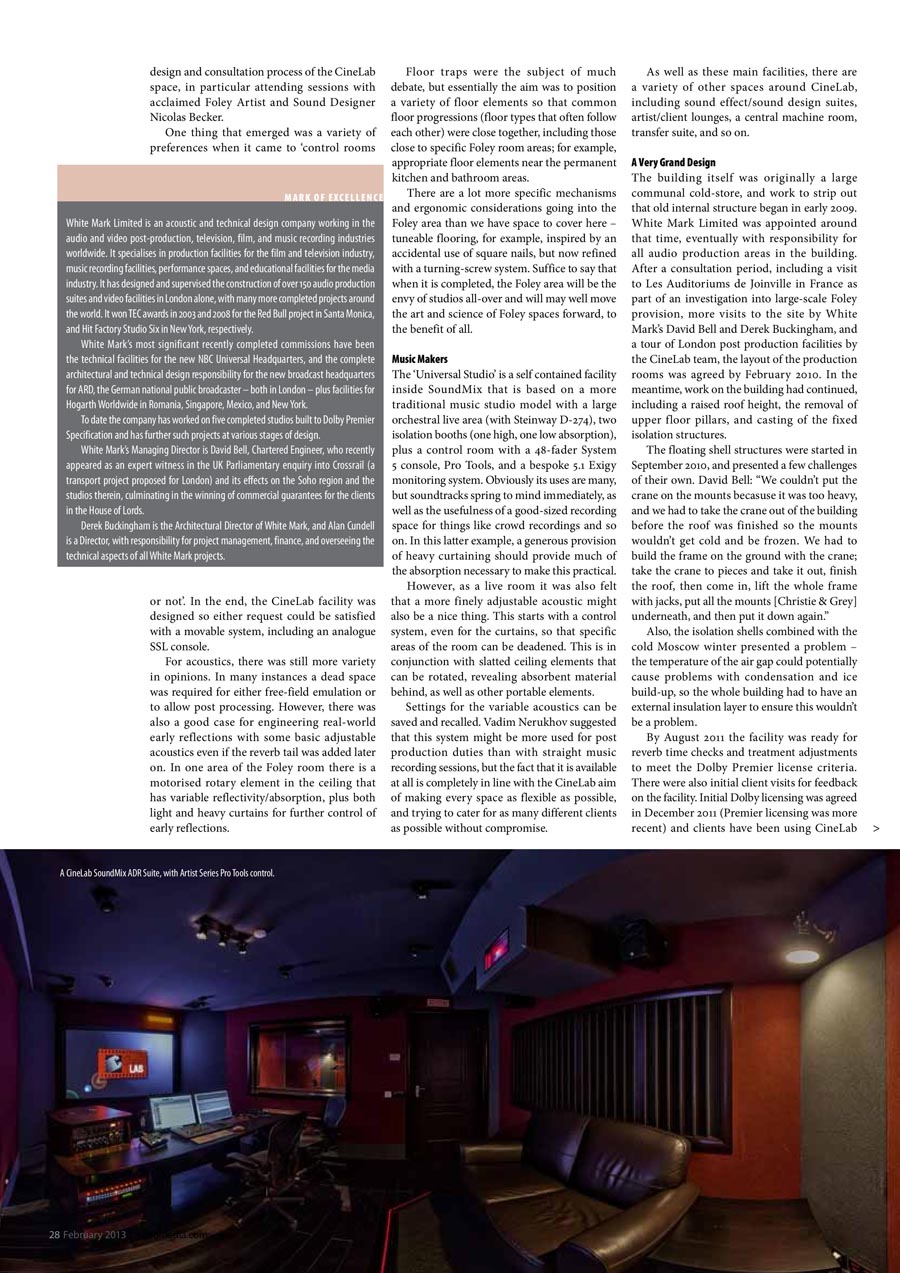 design and consultation process of the CineLab
space, in particular attending sessions with
acclaimed Foley Artist and Sound Designer
Nicolas Becker.
One thing that emerged was a variety of
preferences when it came to ‘control rooms
MARK OF EXCELLENCE
White Mark Limited is an acoustic and technical design company working in the
audio and video post-production, television, film, and music recording industries
worldwide. It specialises in production facilities for the film and television industry,
music recording facilities, performance spaces, and educational facilities for the media
industry. It has designed and supervised the construction of over 150 audio production
suites and video facilities in London alone, with many more completed projects around
the world. It won TEC awards in 2003 and 2008 for the Red Bull project in Santa Monica,
and Hit Factory Studio Six in New York, respectively.
White Mark’s most significant recently completed commissions have been
the technical facilities for the new NBC Universal Headquarters, and the complete
architectural and technical design responsibility for the new broadcast headquarters
for ARD, the German national public broadcaster – both in London – plus facilities for
Hogarth Worldwide in Romania, Singapore, Mexico, and New York.
To date the company has worked on five completed studios built to Dolby Premier
Specification and has further such projects at various stages of design.
White Mark’s Managing Director is David Bell, Chartered Engineer, who recently
appeared as an expert witness in the UK Parliamentary enquiry into Crossrail (a
transport project proposed for London) and its effects on the Soho region and the
studios therein, culminating in the winning of commercial guarantees for the clients
in the House of Lords.
Derek Buckingham is the Architectural Director of White Mark, and Alan Cundell
is a Director, with responsibility for project management, finance, and overseeing the
technical aspects of all White Mark projects.
or not’. In the end, the CineLab facility was
designed so either request could be satisfied
with a movable system, including an analogue
SSL console.
For acoustics, there was still more variety
in opinions. In many instances a dead space
was required for either free-field emulation or
to allow post processing. However, there was
also a good case for engineering real-world
early reflections with some basic adjustable
acoustics even if the reverb tail was added later
on. In one area of the Foley room there is a
motorised rotary element in the ceiling that
has variable reflectivity/absorption, plus both
light and heavy curtains for further control of
early reflections.
Floor traps were the subject of much
debate, but essentially the aim was to position
a variety of floor elements so that common
floor progressions (floor types that often follow
each other) were close together, including those
close to specific Foley room areas; for example,
appropriate floor elements near the permanent
kitchen and bathroom areas.
There are a lot more specific mechanisms
and ergonomic considerations going into the
Foley area than we have space to cover here –
tuneable flooring, for example, inspired by an
accidental use of square nails, but now refined
with a turning-screw system. Suffice to say that
when it is completed, the Foley area will be the
envy of studios all-over and will may well move
the art and science of Foley spaces forward, to
the benefit of all.
Music Makers
The ‘Universal Studio’ is a self contained facility
inside SoundMix that is based on a more
traditional music studio model with a large
orchestral live area (with Steinway D-274), two
isolation booths (one high, one low absorption),
plus a control room with a 48-fader System
5 console, Pro Tools, and a bespoke 5.1 Exigy
monitoring system. Obviously its uses are many,
but soundtracks spring to mind immediately, as
well as the usefulness of a good-sized recording
space for things like crowd recordings and so
on. In this latter example, a generous provision
of heavy curtaining should provide much of
the absorption necessary to make this practical.
However, as a live room it was also felt
that a more finely adjustable acoustic might
also be a nice thing. This starts with a control
system, even for the curtains, so that specific
areas of the room can be deadened. This is in
conjunction with slatted ceiling elements that
can be rotated, revealing absorbent material
behind, as well as other portable elements.
Settings for the variable acoustics can be
saved and recalled. Vadim Nerukhov suggested
that this system might be more used for post
production duties than with straight music
recording sessions, but the fact that it is available
at all is completely in line with the CineLab aim
of making every space as flexible as possible,
and trying to cater for as many different clients
as possible without compromise.
As well as these main facilities, there are
a variety of other spaces around CineLab,
including sound effect/sound design suites,
artist/client lounges, a central machine room,
transfer suite, and so on.
A Very Grand Design
The building itself was originally a large
communal cold-store, and work to strip out
that old internal structure began in early 2009.
White Mark Limited was appointed around
that time, eventually with responsibility for
all audio production areas in the building.
After a consultation period, including a visit
to Les Auditoriums de Joinville in France as
part of an investigation into large-scale Foley
provision, more visits to the site by White
Mark’s David Bell and Derek Buckingham, and
a tour of London post production facilities by
the CineLab team, the layout of the production
rooms was agreed by February 2010. In the
meantime, work on the building had continued,
including a raised roof height, the removal of
upper floor pillars, and casting of the fixed
isolation structures.
The floating shell structures were started in
September 2010, and presented a few challenges
of their own. David Bell: “We couldn’t put the
crane on the mounts becasuse it was too heavy,
and we had to take the crane out of the building
before the roof was finished so the mounts
wouldn’t get cold and be frozen. We had to
build the frame on the ground with the crane;
take the crane to pieces and take it out, finish
the roof, then come in, lift the whole frame
with jacks, put all the mounts [Christie & Grey]
underneath, and then put it down again.”
Also, the isolation shells combined with the
cold Moscow winter presented a problem –
the temperature of the air gap could potentially
cause problems with condensation and ice
build-up, so the whole building had to have an
external insulation layer to ensure this wouldn’t
be a problem.
By August 2011 the facility was ready for
reverb time checks and treatment adjustments
to meet the Dolby Premier license criteria.
There were also initial client visits for feedback
on the facility. Initial Dolby licensing was agreed
in December 2011 (Premier licensing was more
recent) and clients have been using CineLab >
A CineLab SoundMix ADR Suite, with Artist Series Pro Tools control.
LAB
28 February 2013